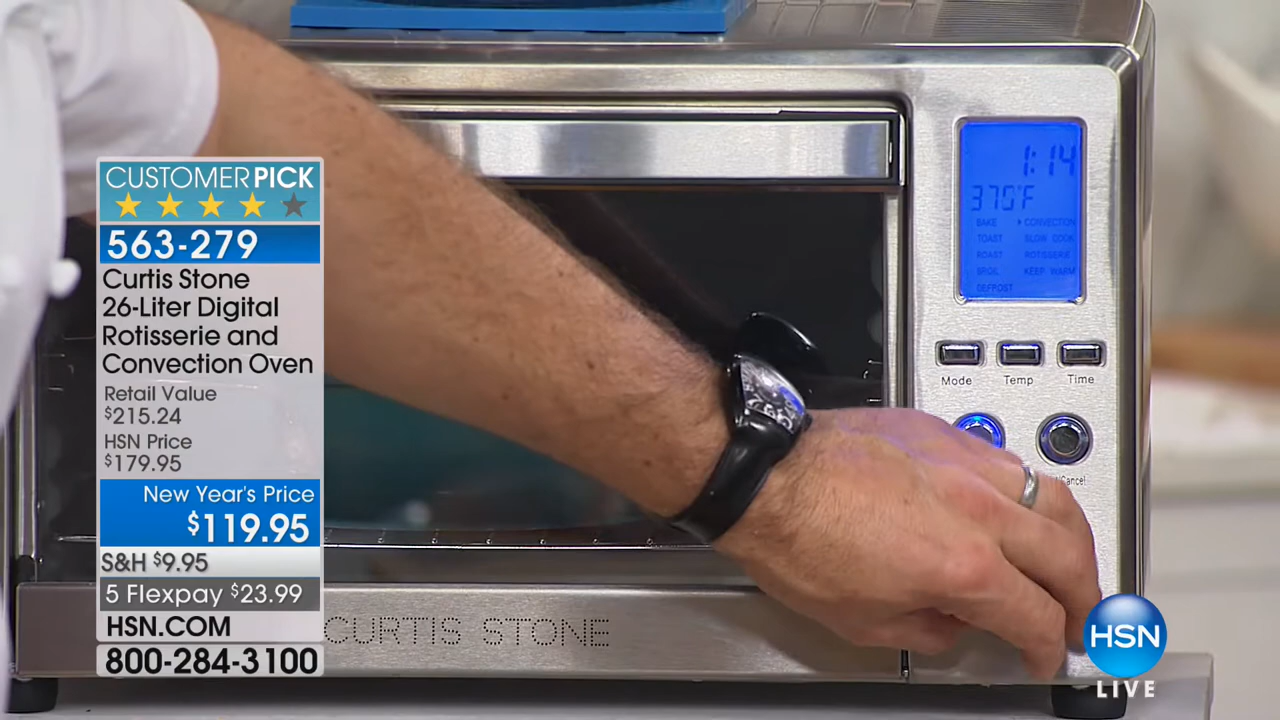 CUSTOMER PICK
563-279
Curtis Stone
26-Liter Digital
Rotisserie and
Convection Oven
Retail Value
$215.24
HSN Price
$179.95
New Year's Price
$119.95
S&H $9.95
5 Flexpay $23.99
HSN.COM
800-284-3100
CURTIS STONE
1:14
370°F
BAKE CONVECTION
TOAST SLOW COOK
ROAST ROTISSERIE
BROIL KEEP WARM
DEFROST
Mode Temp Time
/Cancel
HSN
LIVE